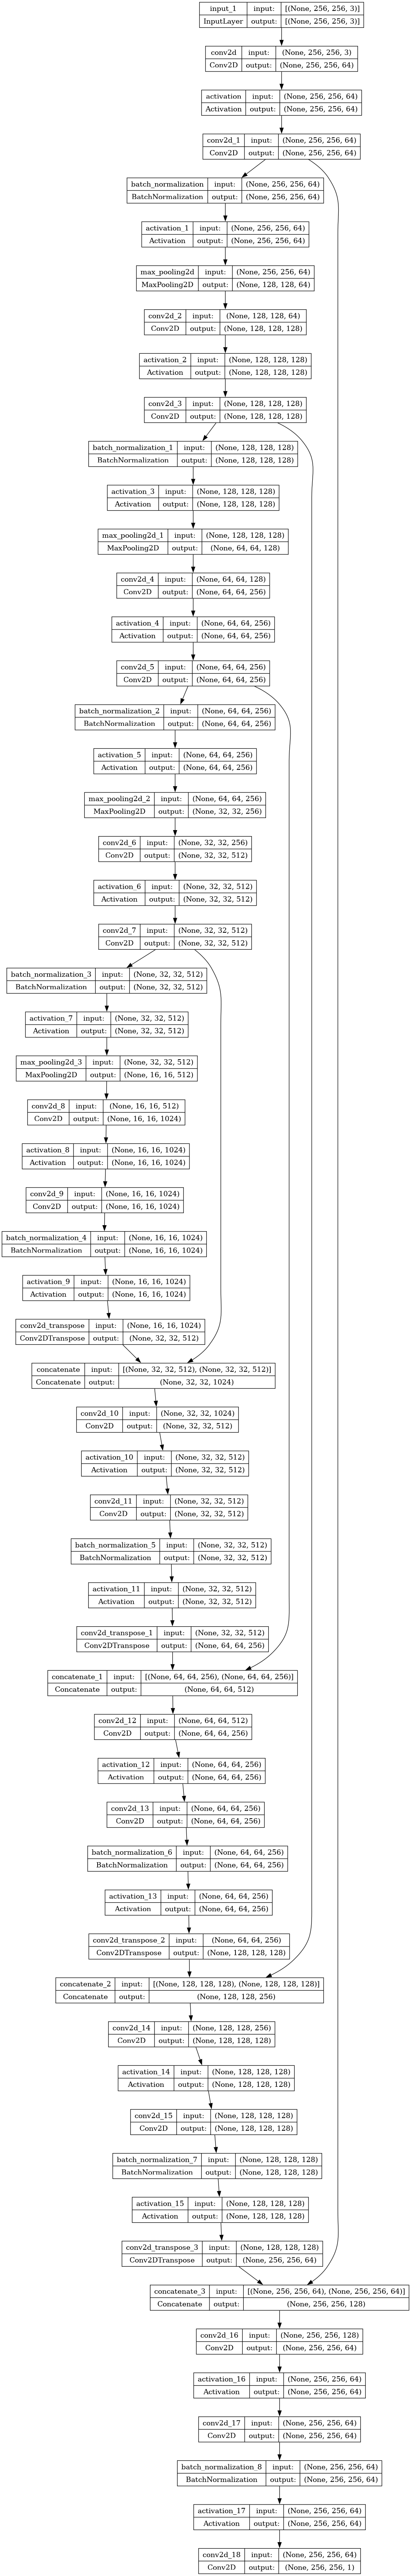 input_1 input: [(None, 256, 256, 3)]
InputLayer output: [(None, 256, 256, 3)]
conv2d input: (None, 256, 256, 3)
Conv2D output: (None, 256, 256, 64)
activation input: (None, 256, 256, 64)
Activation output: (None, 256, 256, 64)
conv2d_1 input: (None, 256, 256, 64)
Conv2D output: (None, 256, 256, 64)
batch_normalization input: (None, 256, 256, 64)
BatchNormalization output: (None, 256, 256, 64)
activation_1 input: (None, 256, 256, 64)
Activation output: (None, 256, 256, 64)
max_pooling2d input: (None, 256, 256, 64)
MaxPooling2D output: (None, 128, 128, 64)
conv2d_2 input: (None, 128, 128, 64)
Conv2D output: (None, 128, 128, 128)
activation_2 input: (None, 128, 128, 128)
Activation output: (None, 128, 128, 128)
conv2d_3 input: (None, 128, 128, 128)
Conv2D output: (None, 128, 128, 128)
batch_normalization_1 input: (None, 128, 128, 128)
BatchNormalization output: (None, 128, 128, 128)
activation_3 input: (None, 128, 128, 128)
Activation output: (None, 128, 128, 128)
max_pooling2d_1 input: (None, 128, 128, 128)
MaxPooling2D output: (None, 64, 64, 128)
conv2d_4 input: (None, 64, 64, 128)
Conv2D output: (None, 64, 64, 256)
activation_4 input: (None, 64, 64, 256)
Activation output: (None, 64, 64, 256)
conv2d_5 input: (None, 64, 64, 256)
Conv2D output: (None, 64, 64, 256)
batch_normalization_2 input: (None, 64, 64, 256)
BatchNormalization output: (None, 64, 64, 256)
activation_5 input: (None, 64, 64, 256)
Activation output: (None, 64, 64, 256)
max_pooling2d_2 input: (None, 64, 64, 256)
MaxPooling2D output: (None, 32, 32, 256)
conv2d_6 input: (None, 32, 32, 256)
Conv2D output: (None, 32, 32, 512)
activation_6 input: (None, 32, 32, 512)
Activation output: (None, 32, 32, 512)
conv2d_7 input: (None, 32, 32, 512)
Conv2D output: (None, 32, 32, 512)
batch_normalization_3 input: (None, 32, 32, 512)
BatchNormalization output: (None, 32, 32, 512)
activation_7 input: (None, 32, 32, 512)
Activation output: (None, 32, 32, 512)
max_pooling2d_3 input: (None, 32, 32, 512)
MaxPooling2D output: (None, 16, 16, 512)
conv2d_8 input: (None, 16, 16, 512)
Conv2D output: (None, 16, 16, 1024)
activation_8 input: (None, 16, 16, 1024)
Activation output: (None, 16, 16, 1024)
conv2d_9 input: (None, 16, 16, 1024)
Conv2D output: (None, 16, 16, 1024)
batch_normalization_4 input: (None, 16, 16, 1024)
BatchNormalization output: (None, 16, 16, 1024)
activation_9 input: (None, 16, 16, 1024)
Activation output: (None, 16, 16, 1024)
conv2d_transpose input: (None, 16, 16, 1024)
Conv2DTranspose output: (None, 32, 32, 512)
concatenate input: [(None, 32, 32, 512), (None, 32, 32, 512)]
Concatenate output: (None, 32, 32, 1024)
conv2d_10 input: (None, 32, 32, 1024)
Conv2D output: (None, 32, 32, 512)
activation_10 input: (None, 32, 32, 512)
Activation output: (None, 32, 32, 512)
conv2d_11 input: (None, 32, 32, 512)
Conv2D output: (None, 32, 32, 512)
batch_normalization_5 input: (None, 32, 32, 512)
BatchNormalization output: (None, 32, 32, 512)
activation_11 input: (None, 32, 32, 512)
Activation output: (None, 32, 32, 512)
conv2d_transpose_1 input: (None, 32, 32, 512)
Conv2DTranspose output: (None, 64, 64, 256)
concatenate_1 input: [(None, 64, 64, 256), (None, 64, 64, 256)]
Concatenate output: (None, 64, 64, 512)
conv2d_12 input: (None, 64, 64, 512)
Conv2D output: (None, 64, 64, 256)
activation_12 input: (None, 64, 64, 256)
Activation output: (None, 64, 64, 256)
conv2d_13 input: (None, 64, 64, 256)
Conv2D output: (None, 64, 64, 256)
batch_normalization_6 input: (None, 64, 64, 256)
BatchNormalization output: (None, 64, 64, 256)
activation_13 input: (None, 64, 64, 256)
Activation output: (None, 64, 64, 256)
conv2d_transpose_2 input: (None, 64, 64, 256)
Conv2DTranspose output: (None, 128, 128, 128)
concatenate_2 input: [(None, 128, 128, 128), (None, 128, 128, 128)]
Concatenate output: (None, 128, 128, 256)
conv2d_14 input: (None, 128, 128, 256)
Conv2D output: (None, 128, 128, 128)
activation_14 input: (None, 128, 128, 128)
Activation output: (None, 128, 128, 128)
conv2d_15 input: (None, 128, 128, 128)
Conv2D output: (None, 128, 128, 128)
batch_normalization_7 input: (None, 128, 128, 128)
BatchNormalization output: (None, 128, 128, 128)
activation_15 input: (None, 128, 128, 128)
Activation output: (None, 128, 128, 128)
conv2d_transpose_3 input: (None, 128, 128, 128)
Conv2DTranspose output: (None, 256, 256, 64)
concatenate_3 input: [(None, 256, 256, 64), (None, 256, 256, 64)]
Concatenate output: (None, 256, 256, 128)
conv2d_16 input: (None, 256, 256, 128)
Conv2D output: (None, 256, 256, 64)
activation_16 input: (None, 256, 256, 64)
Activation output: (None, 256, 256, 64)
conv2d_17 input: (None, 256, 256, 64)
Conv2D output: (None, 256, 256, 64)
batch_normalization_8 input: (None, 256, 256, 64)
BatchNormalization output: (None, 256, 256, 64)
activation_17 input: (None, 256, 256, 64)
Activation output: (None, 256, 256, 64)
conv2d_18 input: (None, 256, 256, 64)
Conv2D output: (None, 256, 256, 1)